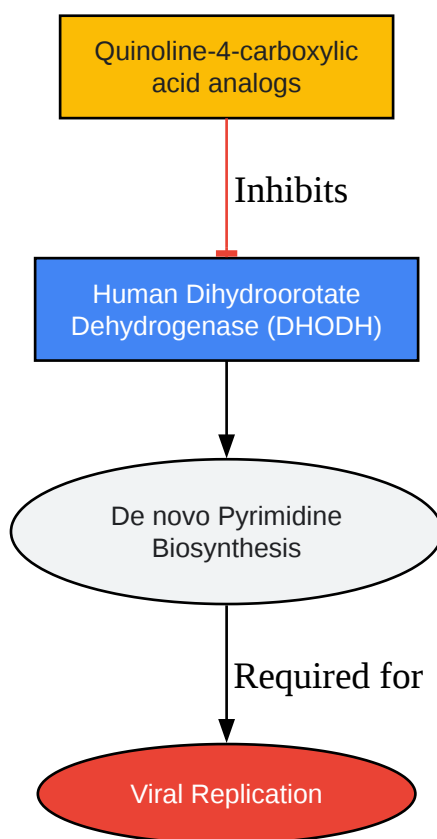 Quinoline-4-carboxylic
acid analogs
Inhibits
Human Dihydroorotate
Dehydrogenase (DHODH)
De novo Pyrimidine
Biosynthesis
Required for
Viral Replication